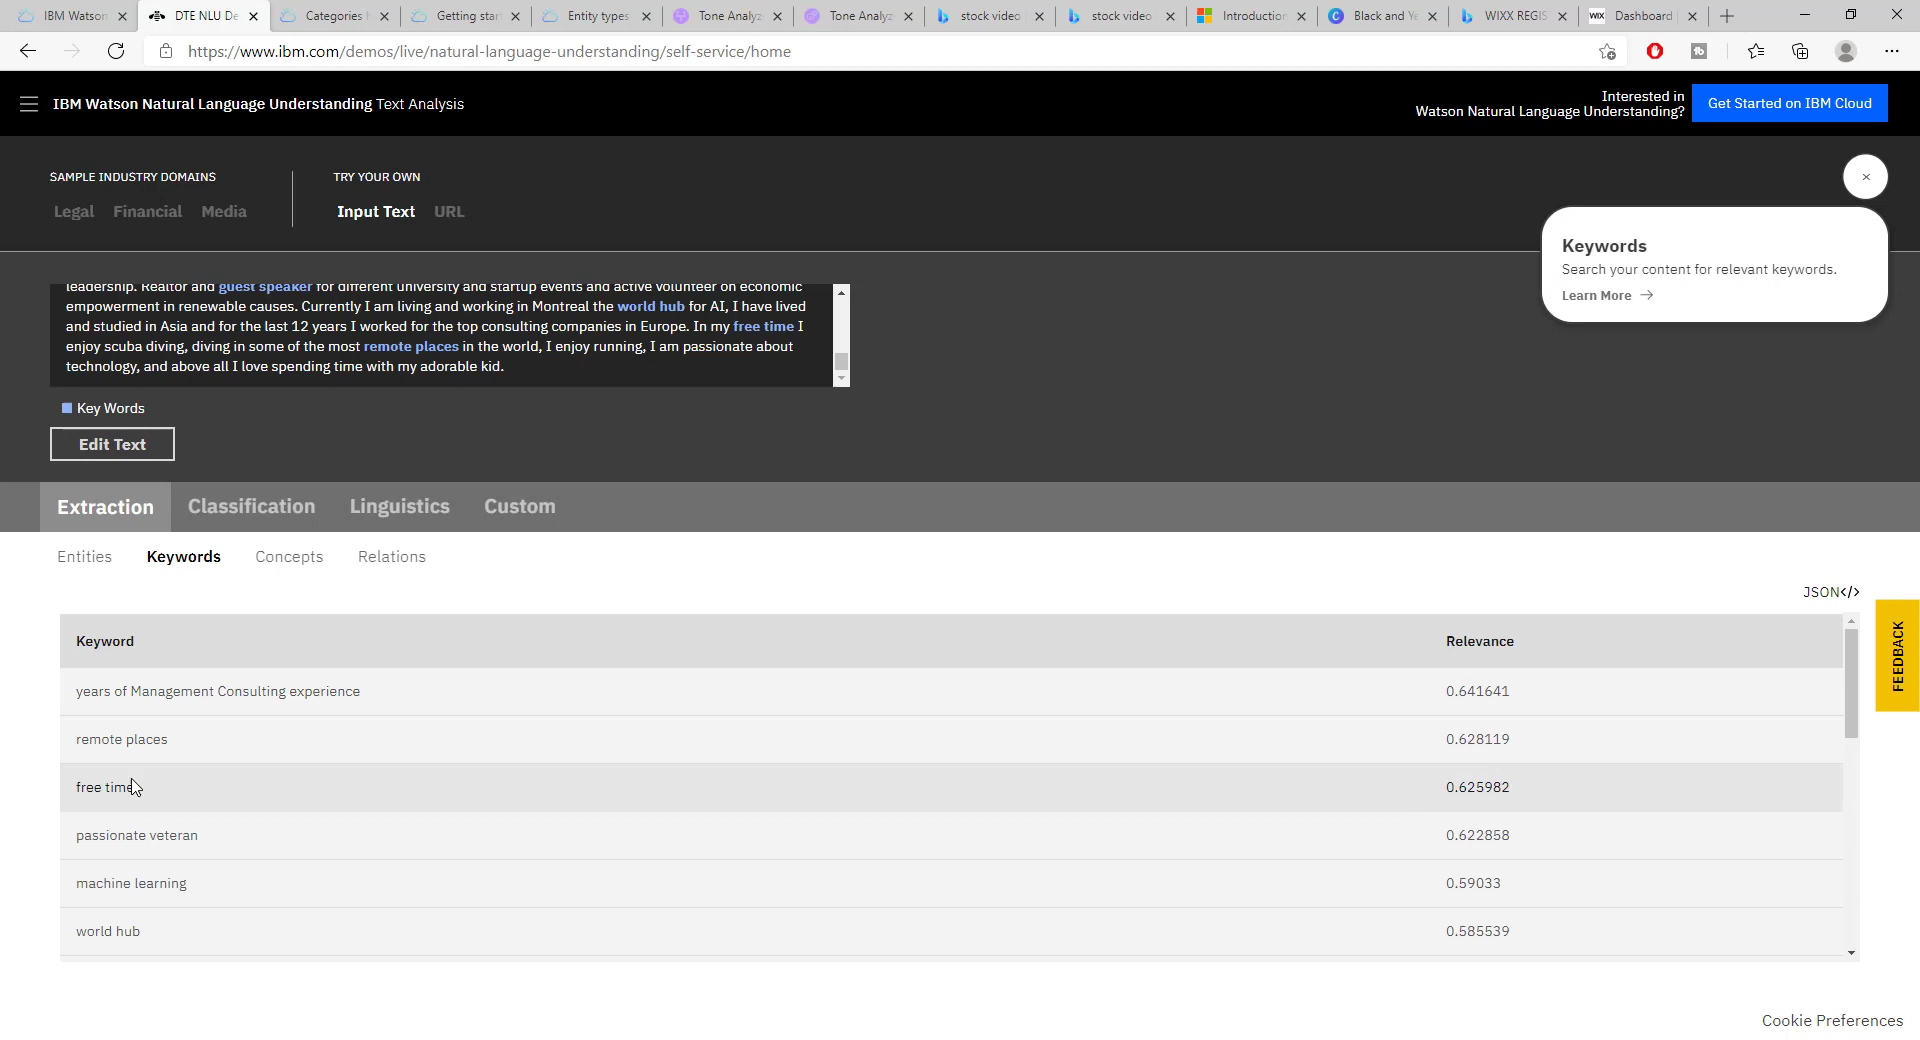 IBM Watson
DTE NLU De
Categories
Getting star
Entity types
Tone Analyz
Tone Analyz
stock video
stock video
Introduction
Black and Ye
WIXX REGIS
WIX Dashboard
https://www.ibm.com/demos/live/natural-language-understanding/self-service/home
IBM Watson Natural Language Understanding Text Analysis
Interested in
Watson Natural Language Understanding?
Get Started on IBM Cloud
SAMPLE INDUSTRY DOMAINS
TRY YOUR OWN
Legal Financial Media
Input Text URL
Keywords
Search your content for relevant keywords.
Learn More →
leadership. Realtor and guest speaker for different university and startup events and active volunteer on economic
empowerment in renewable causes. Currently I am living and working in Montreal the world hub for AI, I have lived
and studied in Asia and for the last 12 years I worked for the top consulting companies in Europe. In my free time I
enjoy scuba diving, diving in some of the most remote places in the world, I enjoy running, I am passionate about
technology, and above all I love spending time with my adorable kid.
Key Words
Edit Text
Extraction Classification Linguistics Custom
Entities Keywords Concepts Relations
JSON</>
FEEDBACK
Keyword Relevance
years of Management Consulting experience 0.641641
remote places 0.628119
free time 0.625982
passionate veteran 0.622858
machine learning 0.59033
world hub 0.585539
Cookie Preferences